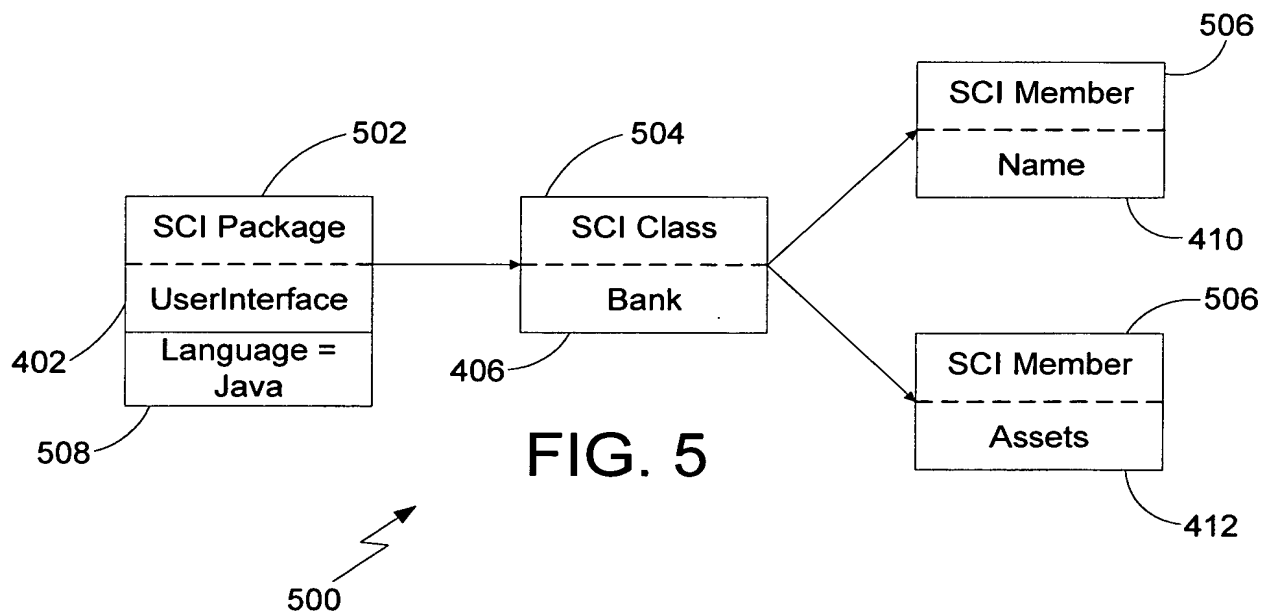 506
SCI Member
Name
410
502
SCI Package
UserInterface
Language =
Java
402
508
504
SCI Class
Bank
406
506
SCI Member
Assets
412
FIG. 5
500